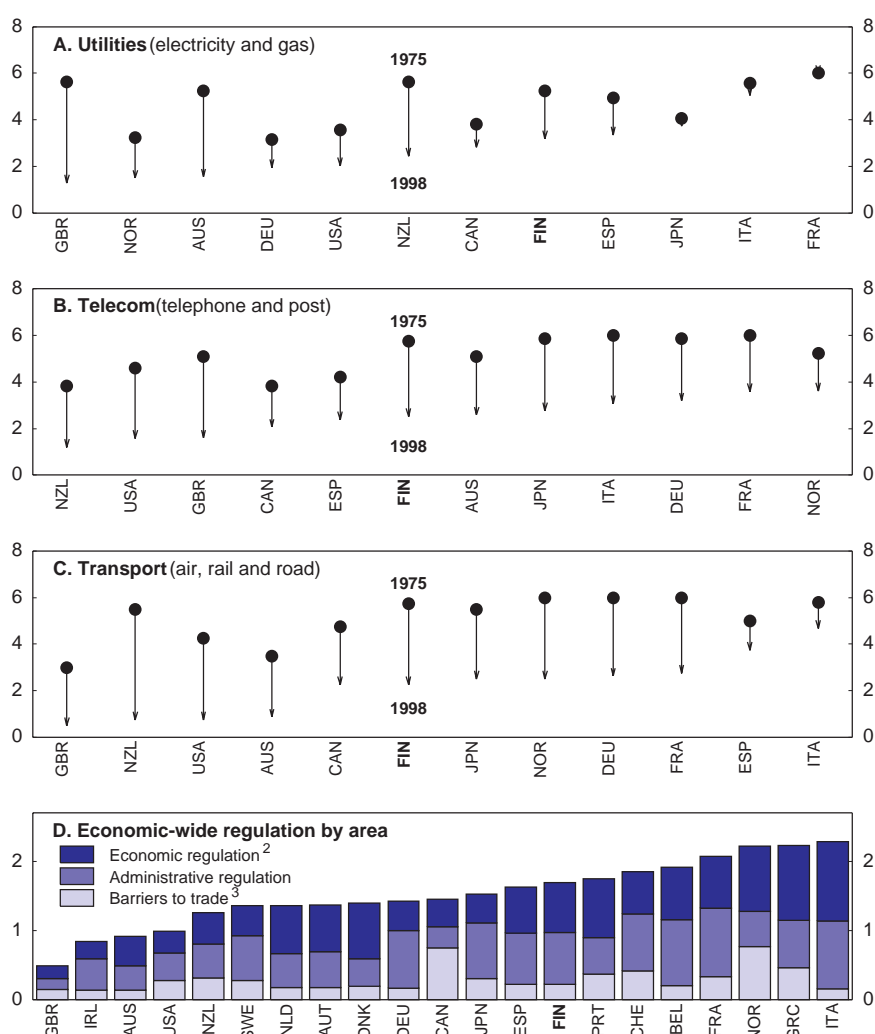 8 8
A. Utilities (electricity and gas)
1975
6 6
4 4
2 2
1998
0 0
GBR NOR AUS DEU USA NZL CAN FIN ESP JPN ITA FRA
8 8
B. Telecom (telephone and post)
1975
6 6
4 4
2 2
1998
0 0
NZL USA GBR CAN ESP FIN AUS JPN ITA DEU FRA NOR
8 8
C. Transport (air, rail and road)
1975
6 6
4 4
2 2
1998
0 0
GBR NZL USA AUS CAN FIN JPN NOR DEU FRA ESP ITA
D. Economic-wide regulation by area
Economic regulation 2
2 2
Administrative regulation
Barriers to trade 3
1 1
0 0
GBR IRL AUS USA NZL SWE NLD AUT DNK DEU CAN JPN ESP FIN PRT CHE BEL FRA NOR GRC ITA